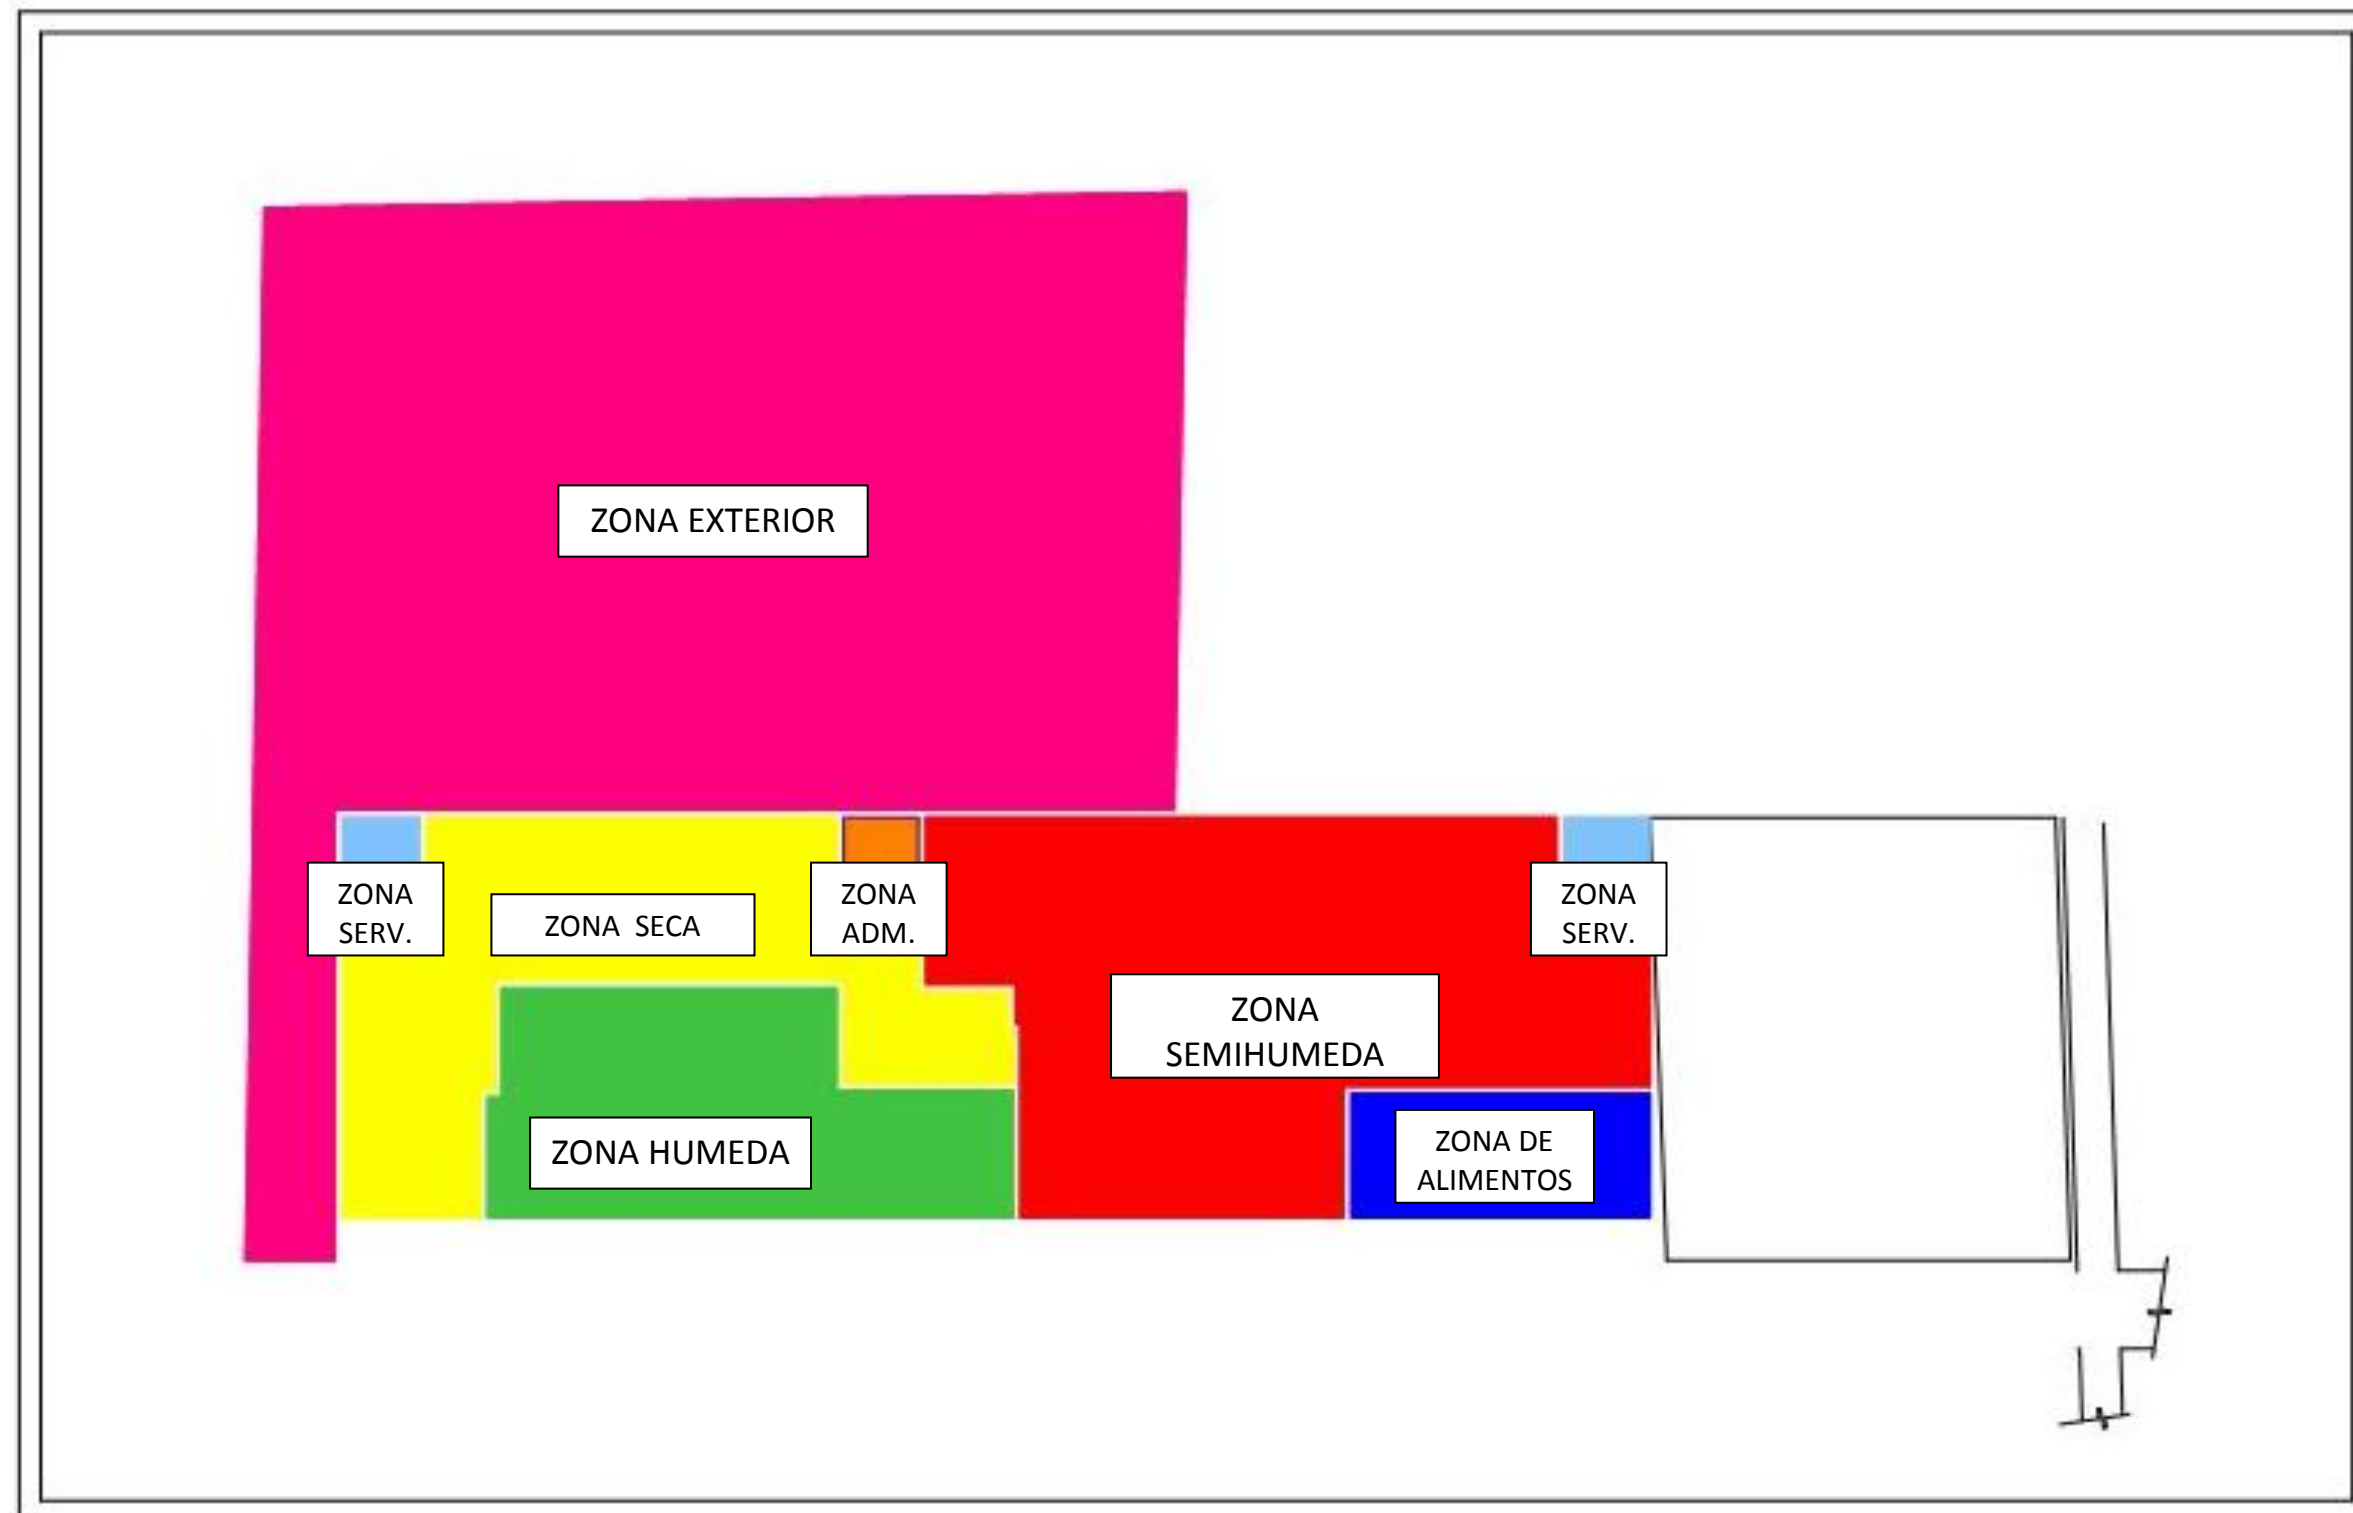 ZONA EXTERIOR
ZONA
SERV.
ZONA  SECA
ZONA
ADM.
ZONA
SERV.
ZONA
SEMIHUMEDA
ZONA HUMEDA
ZONA DE
ALIMENTOS